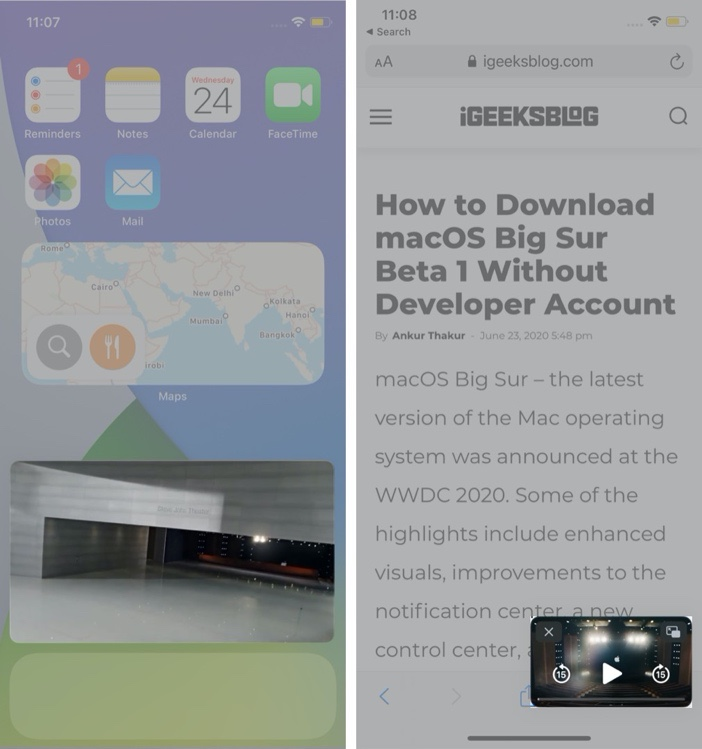 11:07
1
Wednesday
24
Reminders
Notes
Calendar
FaceTime
Photos
Mail
Rome
Cairo
New Delhi
Kolkata
Mumbai
Hanoi
Bangkok
Maps
Steve Jobs Theater
11:08
Search
AA
igeeksblog.com
iGEEKSBLOG
How to Download
macOS Big Sur
Beta 1 Without
Developer Account
By Ankur Thakur - June 23, 2020 5:48 pm
macOS Big Sur – the latest
version of the Mac operating
system was announced at the
WWDC 2020. Some of the
highlights include enhanced
visuals, improvements to the
notification center, a new
control center,
15
15